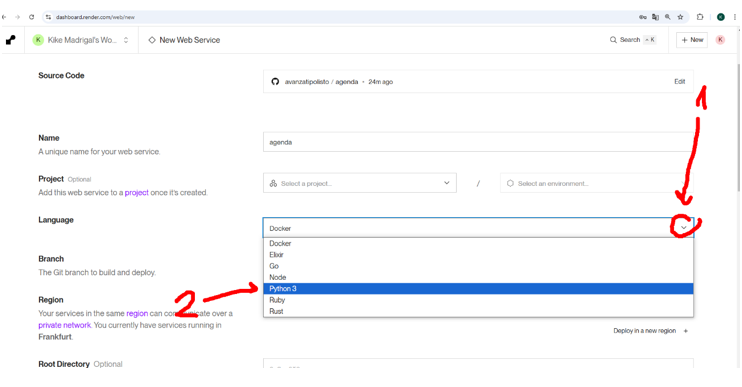 dashboard.render.com/web/new
K
K
Kike Madrigal's Wo...
New Web Service
Search
K
+ New
K
Source Code
avanzatipolisto / agenda • 24m ago
Edit
1
Name
A unique name for your web service.
agenda
Project Optional
Add this web service to a project once it's created.
Select a project...
/
Select an environment...
Language
Docker
Docker
Elixir
Go
Node
Python 3
Ruby
Rust
2
Branch
The Git branch to build and deploy.
Region
Your services in the same region can communicate over a
private network. You currently have services running in
Frankfurt.
Deploy in a new region +
Root Directory Optional